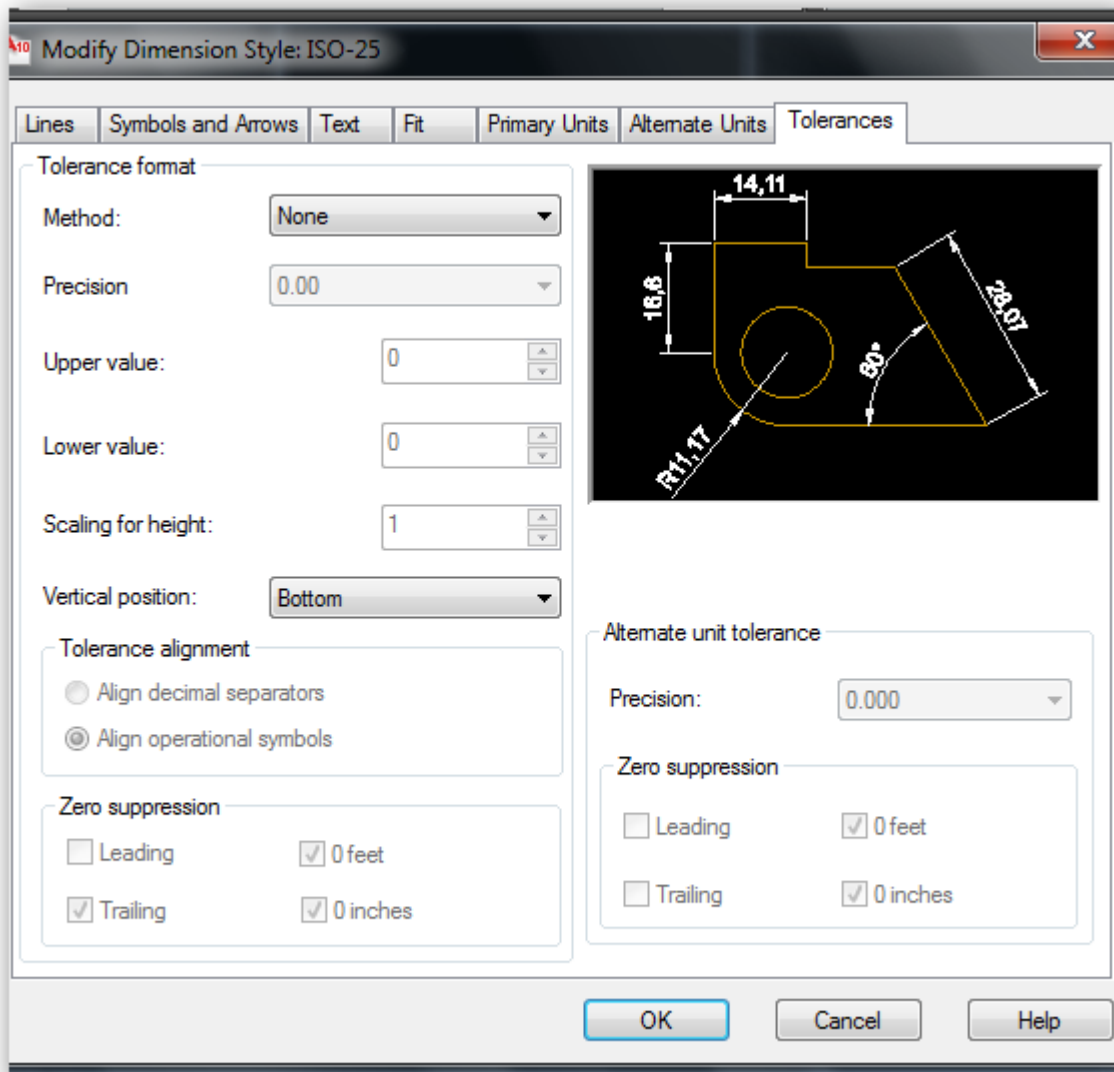 A10 Modify Dimension Style: ISO-25 X
Lines Symbols and Arrows Text Fit Primary Units Alternate Units Tolerances
Tolerance format
Method: None
Precision 0.00
Upper value: 0
Lower value: 0
Scaling for height: 1
Vertical position: Bottom
Tolerance alignment
Align decimal separators
Align operational symbols
Zero suppression
Leading 0 feet
Trailing 0 inches
14,11
16,6
28,07
60°
R11,17
Alternate unit tolerance
Precision: 0.000
Zero suppression
Leading 0 feet
Trailing 0 inches
OK Cancel Help